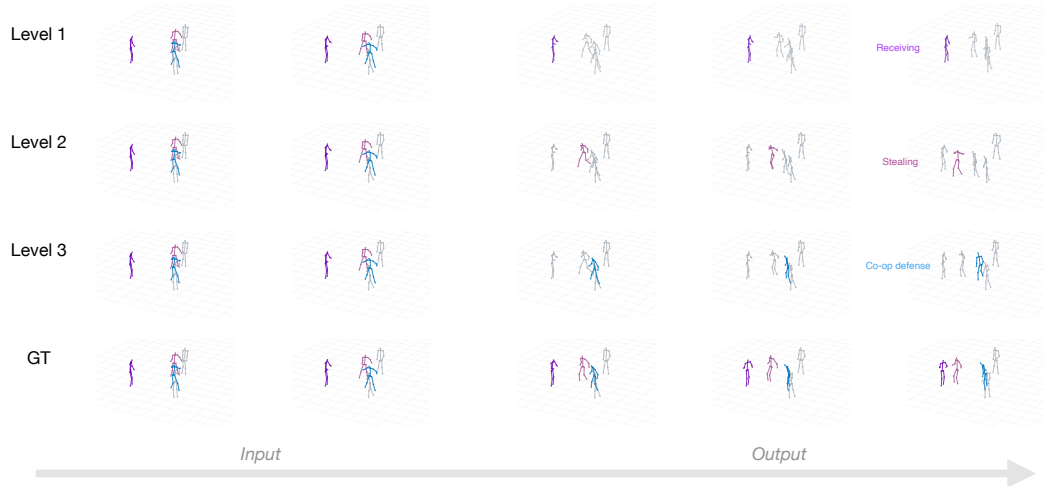 Level 1
Receiving
Level 2
Stealing
Level 3
Co-op defense
GT
Input
Output